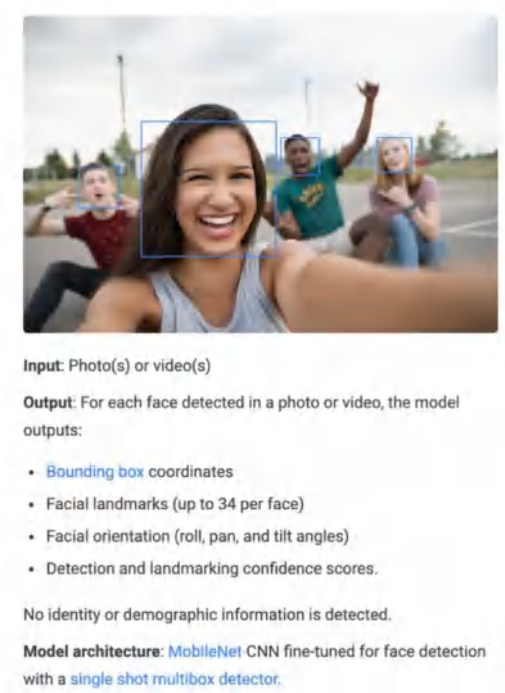 Input: Photo(s) or video(s)
Output: For each face detected in a photo or video, the model
outputs:
• Bounding box coordinates
• Facial landmarks (up to 34 per face)
• Facial orientation (roll, pan, and tilt angles)
• Detection and landmarking confidence scores.
No identity or demographic information is detected.
Model architecture: MobileNet CNN fine-tuned for face detection
with a single shot multibox detector.